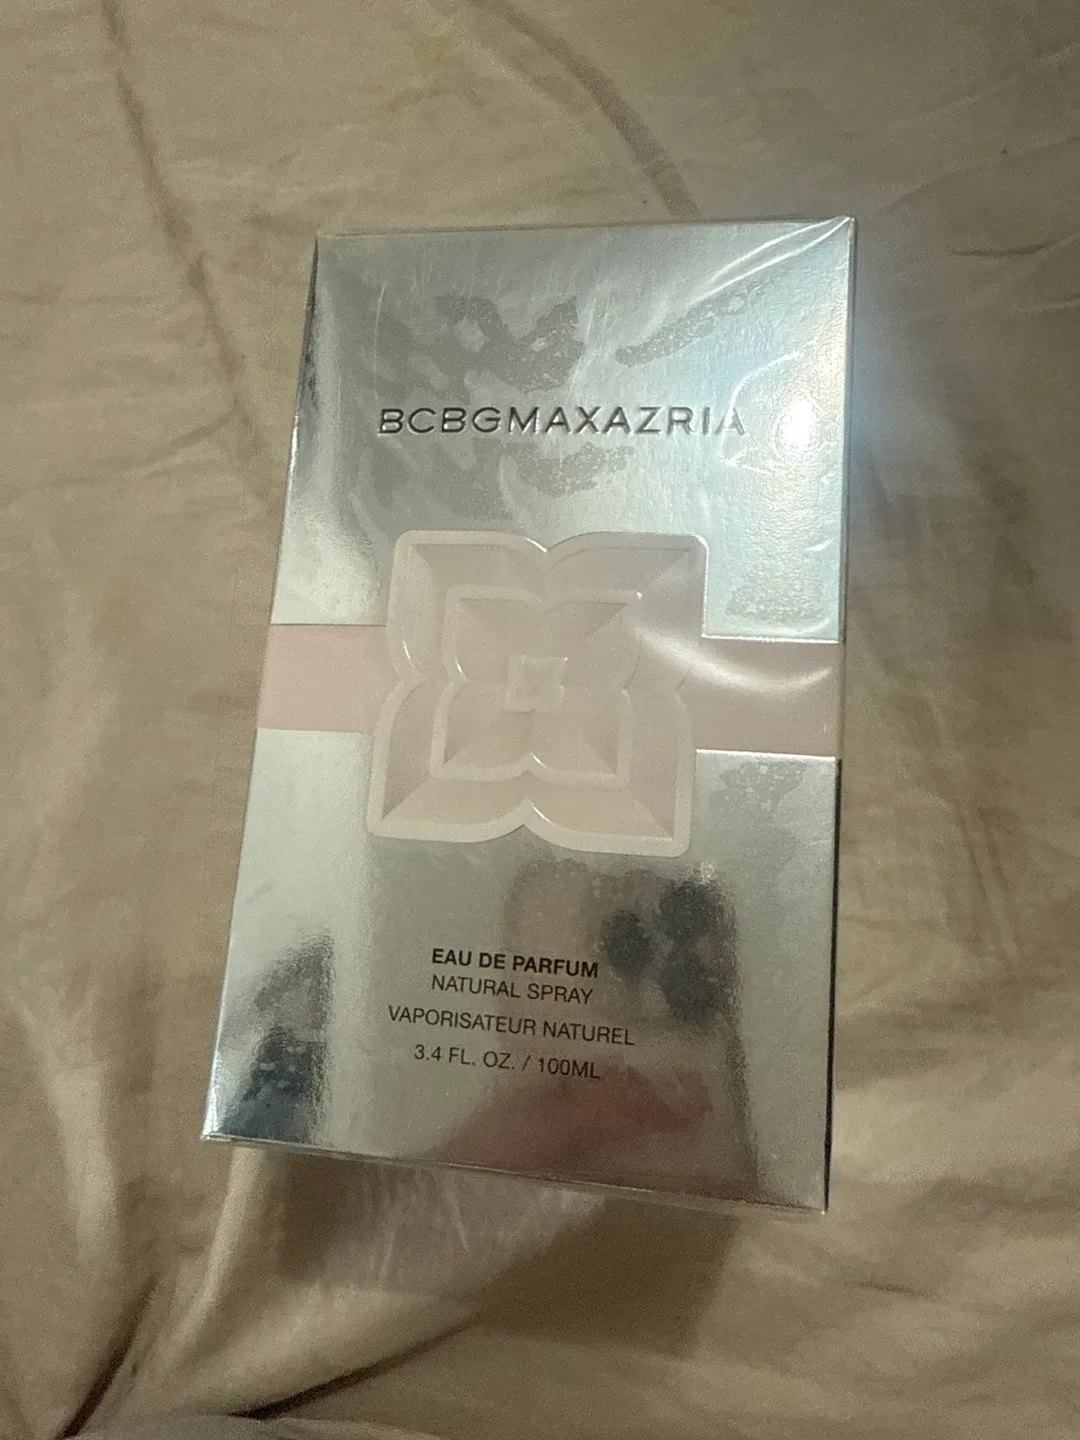 BCBGMAXAZRIA
EAU DE PARFUM
NATURAL SPRAY
VAPORISATEUR NATUREL
3.4 FL. OZ. / 100ML